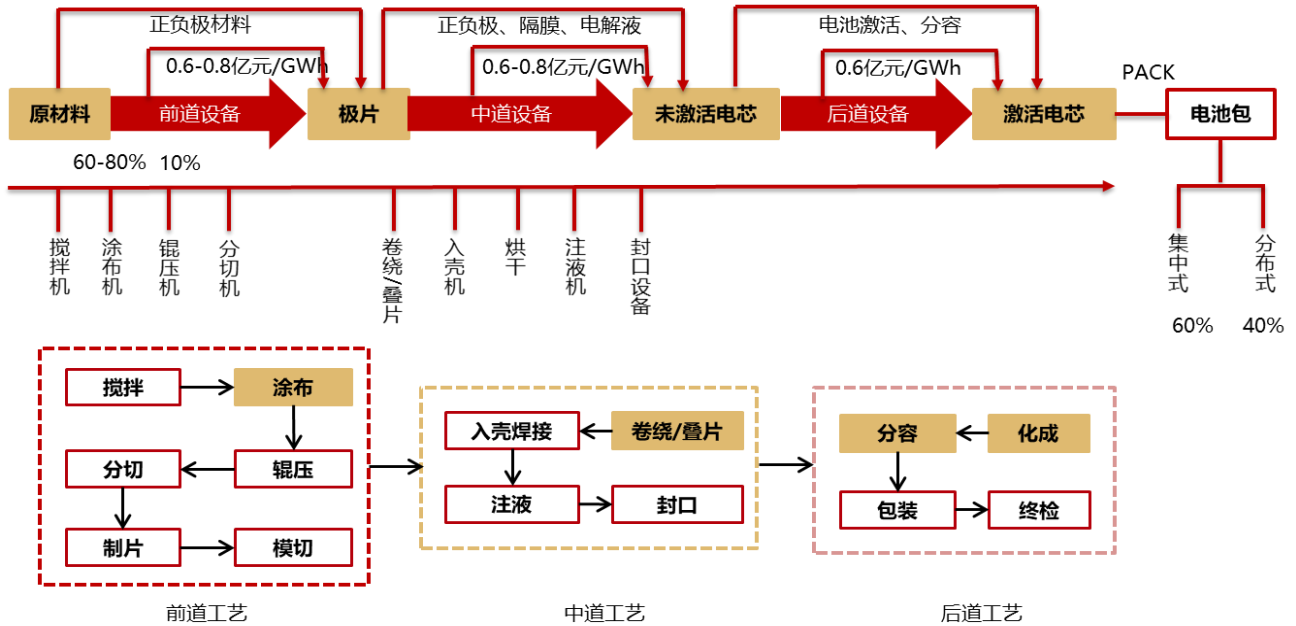 正负极材料
正负极、隔膜、电解液
电池激活、分容
0.6-0.8亿元/GWh
0.6-0.8亿元/GWh
0.6亿元/GWh
PACK
原材料
前道设备
极片
中道设备
未激活电芯
后道设备
激活电芯
电池包
60-80%
10%
搅拌机
涂布机
辊压机
分切机
卷绕/叠片
入壳机
烘干
注液机
封口设备
集中式
分布式
60%
40%
搅拌
涂布
分切
辊压
制片
模切
入壳焊接
卷绕/叠片
注液
封口
分容
化成
包装
终检
前道工艺
中道工艺
后道工艺